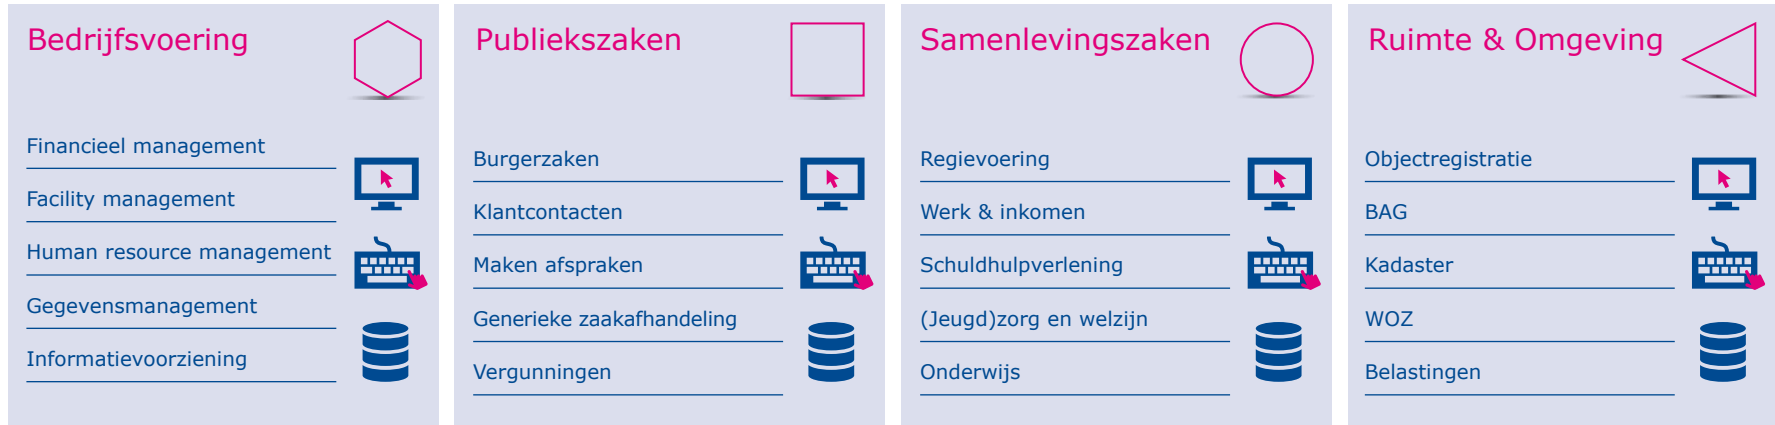 Bedrijfsvoering
Financieel management
Facility management
Human resource management
Gegevensmanagement
Informatievoorziening
Publiekszaken
Burgerzaken
Klantcontacten
Maken afspraken
Generieke zaakafhandeling
Vergunningen
Samenlevingszaken
Regievoering
Werk & inkomen
Schuldhulpverlening
(Jeugd)zorg en welzijn
Onderwijs
Ruimte & Omgeving
Objectregistratie
BAG
Kadaster
WOZ
Belastingen